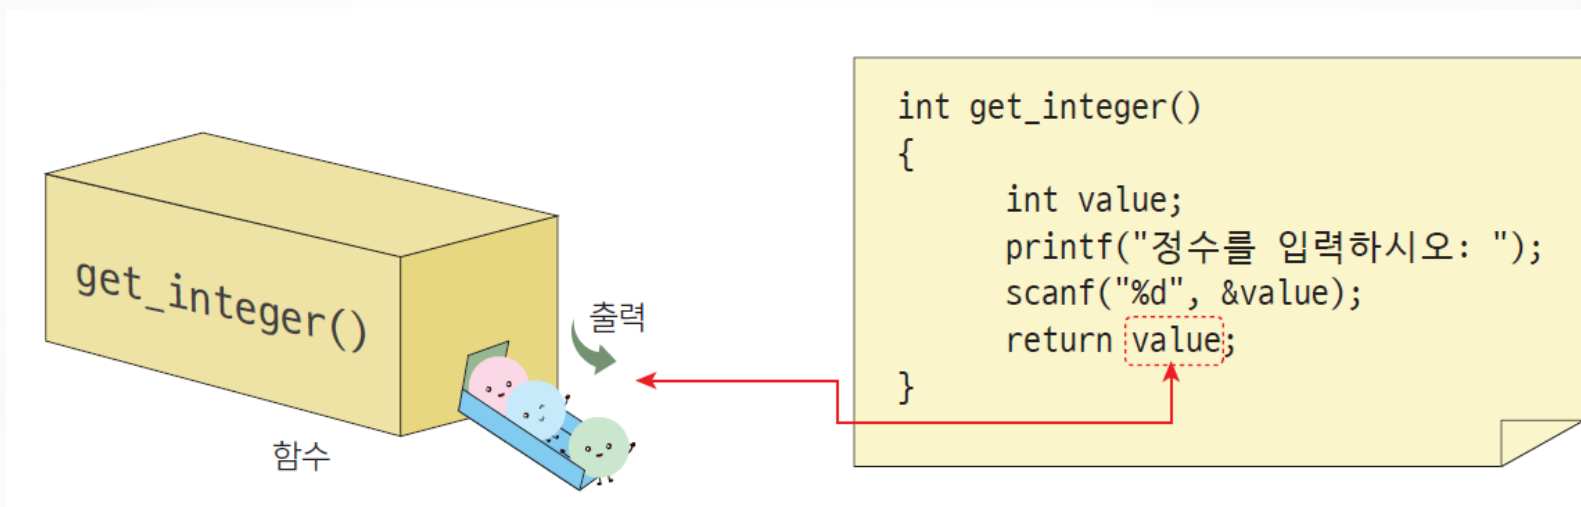 get_integer()
함수
출력
int get_integer()
{
int value;
printf("정수를 입력하시오: ");
scanf("%d", &value);
return value;
}